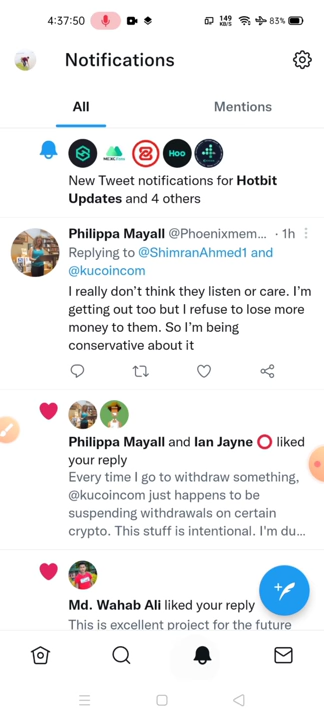 4:37:50
149
KB/S
83%
Notifications
All
Mentions
MCXC
Hoo
New Tweet notifications for Hotbit
Updates and 4 others
Philippa Mayall @Phoenixmem... · 1h
Replying to @ShimranAhmed1 and
@kucoincom
I really don't think they listen or care. I'm
getting out too but I refuse to lose more
money to them. So I'm being
conservative about it
Philippa Mayall and Ian Jayne ⭕ liked
your reply
Every time I go to withdraw something,
@kucoincom just happens to be
suspending withdrawals on certain
crypto. This stuff is intentional. I'm du...
Md. Wahab Ali liked your reply
This is excellent project for the future